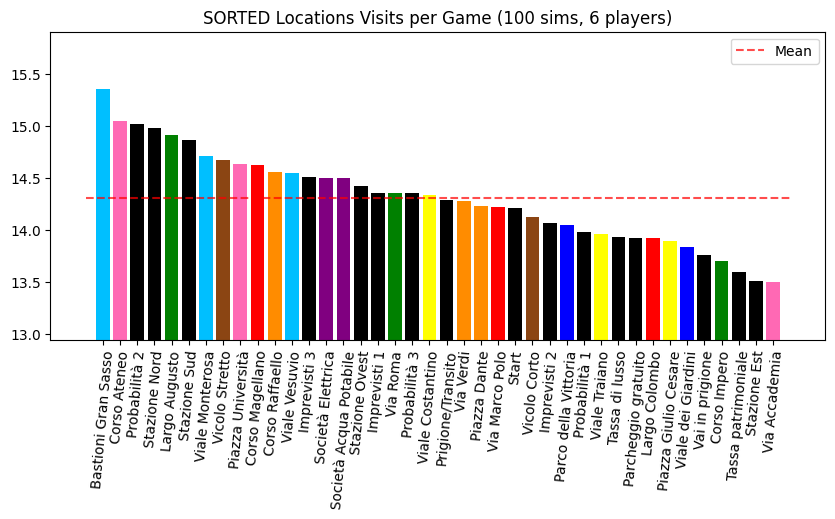 SORTED Locations Visits per Game (100 sims, 6 players)
Mean
15.5
15.0
14.5
14.0
13.5
13.0
Bastioni Gran Sasso
Corso Ateneo
Probabilità 2
Stazione Nord
Largo Augusto
Stazione Sud
Viale Monterosa
Vicolo Stretto
Piazza Università
Corso Magellano
Corso Raffaello
Viale Vesuvio
Imprevisti 3
Società Elettrica
Società Acqua Potabile
Stazione Ovest
Imprevisti 1
Via Roma
Probabilità 3
Viale Costantino
Prigione/Transito
Via Verdi
Piazza Dante
Via Marco Polo
Start
Vicolo Corto
Imprevisti 2
Parco della Vittoria
Probabilità 1
Viale Traiano
Tassa di lusso
Parcheggio gratuito
Largo Colombo
Piazza Giulio Cesare
Viale dei Giardini
Vai in prigione
Corso Impero
Tassa patrimoniale
Stazione Est
Via Accademia